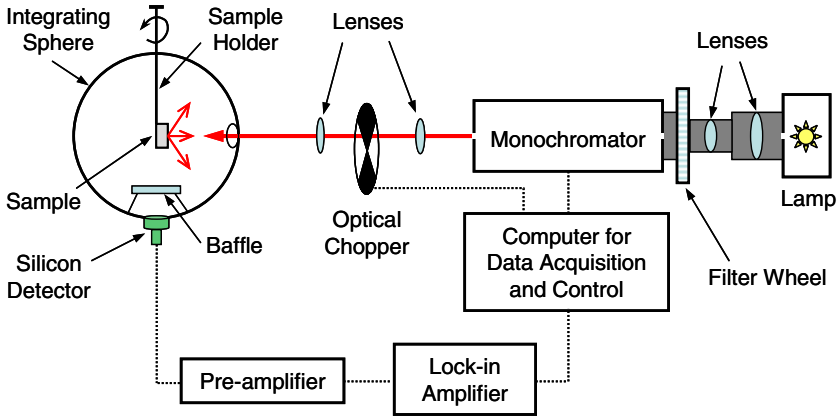 Integrating
Sphere
Sample
Holder
Lenses
Lenses
Monochromator
Lamp
Sample
Baffle
Silicon
Detector
Optical
Chopper
Computer for
Data Acquisition
and Control
Filter Wheel
Pre-amplifier
Lock-in
Amplifier